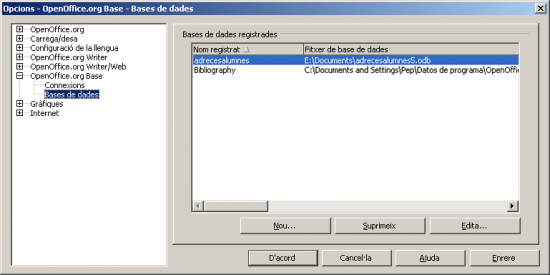 Opcions - OpenOffice.org Base - Bases de dades
OpenOffice.org
Carrega/desa
Configuració de la llengua
OpenOffice.org Writer
OpenOffice.org Writer/Web
OpenOffice.org Base
Connexions
Bases de dades
Gràfiques
Internet
Bases de dades registrades
Nom registrat Fitxer de base de dades
adrecesalumnes E:\Documents\adrecesalumnesS.odb
Bibliography C:\Documents and Settings\Pep\Datos de programa\OpenOffic
Nou... Suprimeix Edita...
D'acord Cancel·la Ajuda Enrere